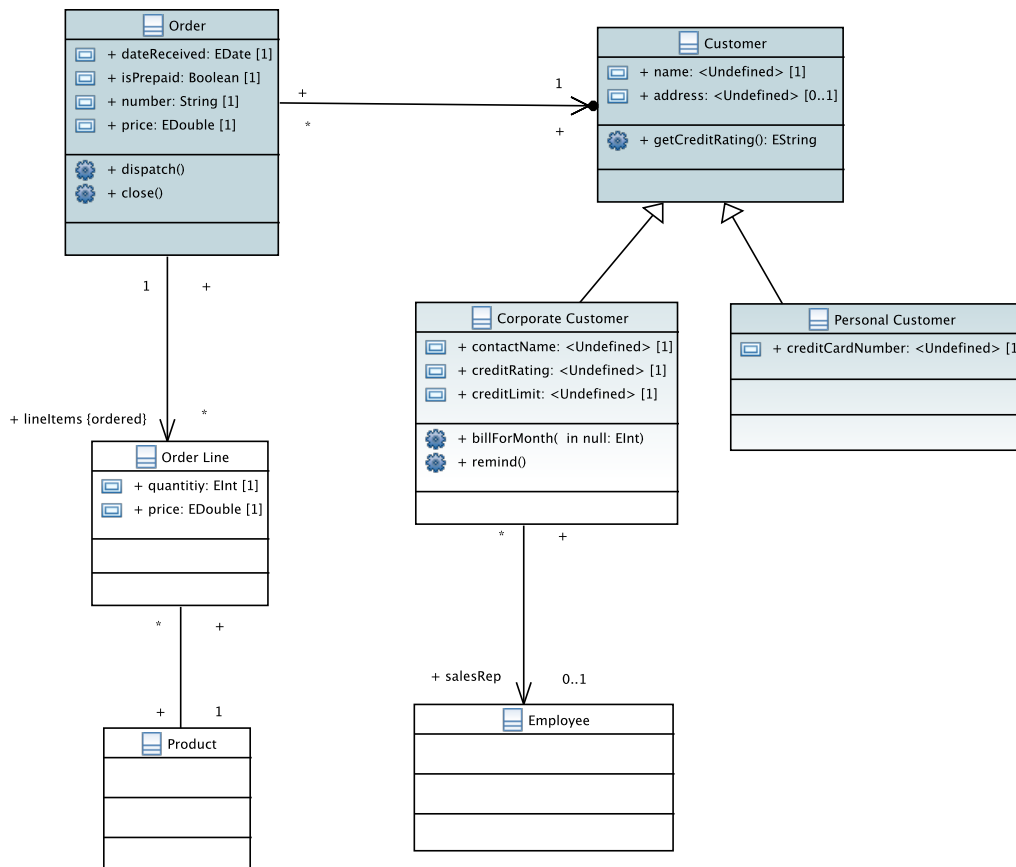 Order
+ dateReceived: EDate [1]
+ isPrepaid: Boolean [1]
+ number: String [1]
+ price: EDouble [1]
+ dispatch()
+ close()
Customer
+ name: <Undefined> [1]
+ address: <Undefined> [0..1]
+ getCreditRating(): EString
+
*
1
+
1
+
+ lineItems {ordered}
*
Corporate Customer
+ contactName: <Undefined> [1]
+ creditRating: <Undefined> [1]
+ creditLimit: <Undefined> [1]
+ billForMonth(  in null: EInt)
+ remind()
Personal Customer
+ creditCardNumber: <Undefined> [1
Order Line
+ quantitiy: EInt [1]
+ price: EDouble [1]
*
+
+
1
Product
*
+
+ salesRep
0..1
Employee